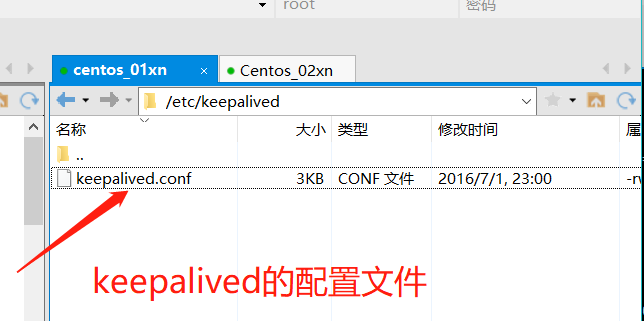 root 密码
centos_01xn × Centos_02xn
/etc/keepalived
名称 大小 类型 修改时间 属
..
keepalived.conf 3KB CONF 文件 2016/7/1, 23:00 -rw
keepalived的配置文件